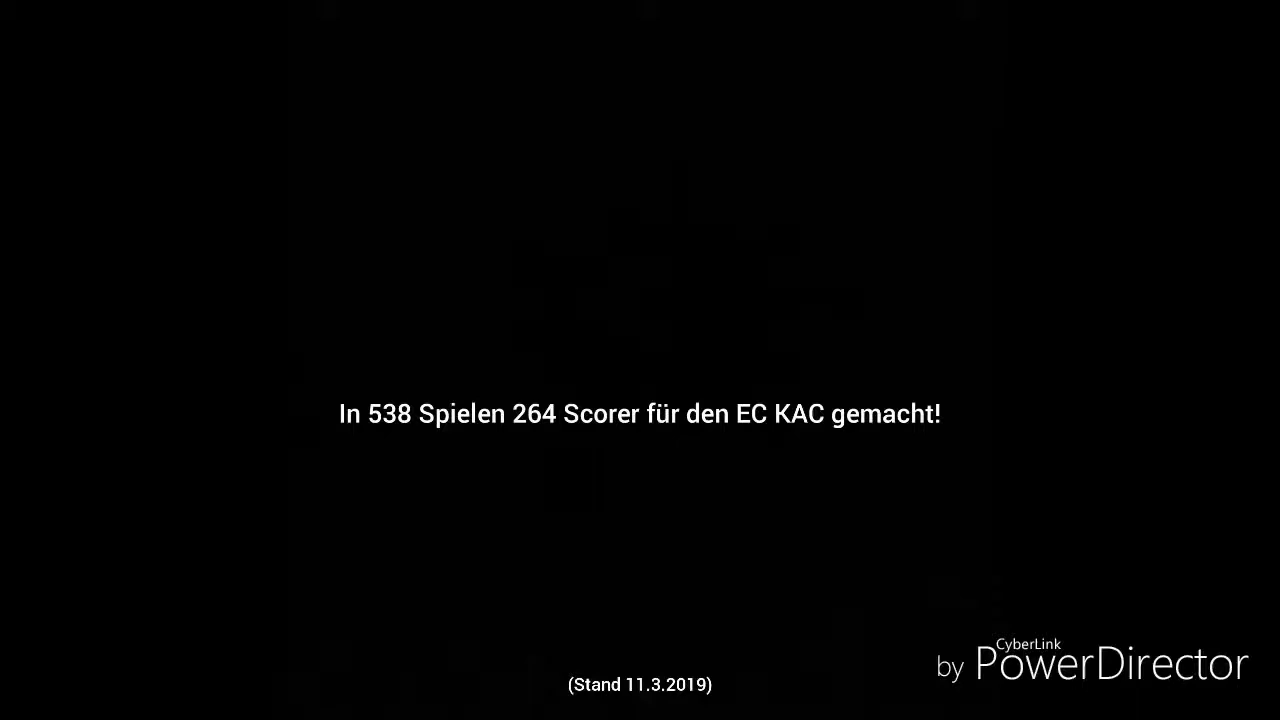 In 538 Spielen 264 Scorer für den EC KAC gemacht!
CyberLink
by PowerDirector
(Stand 11.3.2019)